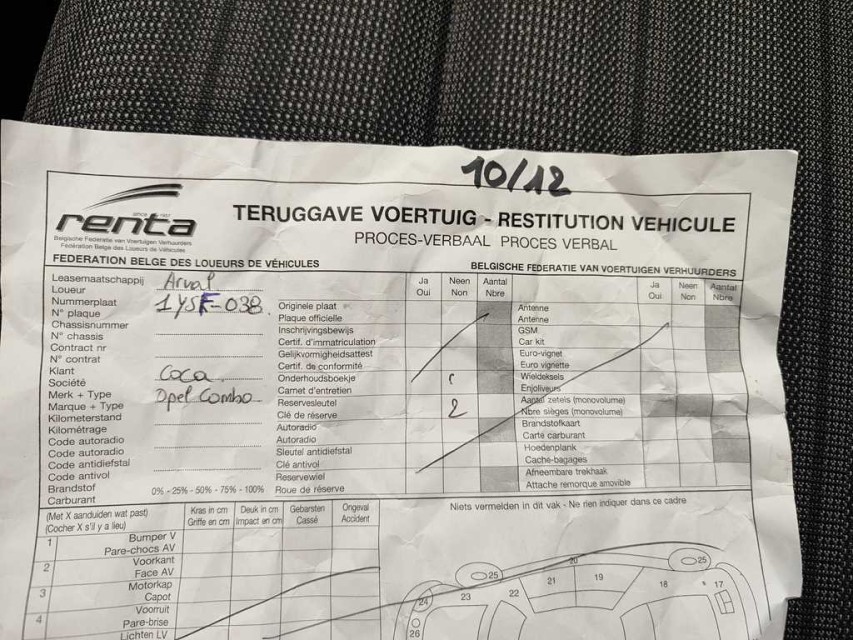 10/12
since 1957
renta
Belgische Federatie van Voertuigen Verhuurders
Fédération Belge des Loueurs de Véhicules
TERUGGAVE VOERTUIG - RESTITUTION VEHICULE
PROCES-VERBAAL PROCES VERBAL
FEDERATION BELGE DES LOUEURS DE VÉHICULES
BELGISCHE FEDERATIE VAN VOERTUIGEN VERHUURDERS
Leasemaatschappij
Loueur
Arval
Nummerplaat
N° plaque
1YSF-038
Chassisnummer
N° chassis
Contract nr
N° contrat
Klant
Société
Coca
Merk + Type
Marque + Type
Opel Combo
Kilometerstand
Kilométrage
Code autoradio
Code autoradio
Code antidiefstal
Code antivol
Brandstof
Carburant
0% - 25% - 50% - 75% - 100%
Ja
Oui
Neen
Non
Aantal
Nbre
Originele plaat
Plaque officielle
Inschrijvingsbewijs
Certif. d'immatriculation
Gelijkvormigheidsattest
Certif. de conformité
Onderhoudsboekje
Carnet d'entretien
Reservesleutel
Clé de réserve
2
Autoradio
Autoradio
Sleutel antidiefstal
Clé antivol
Reservewiel
Roue de réserve
Ja
Oui
Neen
Non
Aantal
Nbre
Antenne
Antenne
GSM
Car kit
Euro-vignet
Euro vignette
Wieldeksels
Enjoliveurs
Aantal zetels (monovolume)
Nbre sièges (monovolume)
Brandstofkaart
Carte carburant
Hoedenplank
Cache-bagages
Afneembare trekhaak
Attache remorque amovible
(Met X aanduiden wat past)
(Cocher X s'il y a lieu)
Kras in cm
Griffe en cm
Deuk in cm
Impact en cm
Gebarsten
Cassé
Ongeval
Accident
1
Bumper V
Pare-chocs AV
2
Voorkant
Face AV
3
Motorkap
Capot
4
Voorruit
Pare-brise
Lichten LV
Niets vermelden in dit vak - Ne rien indiquer dans ce cadre
20
25
25
21
19
18
17
22
23
24
26